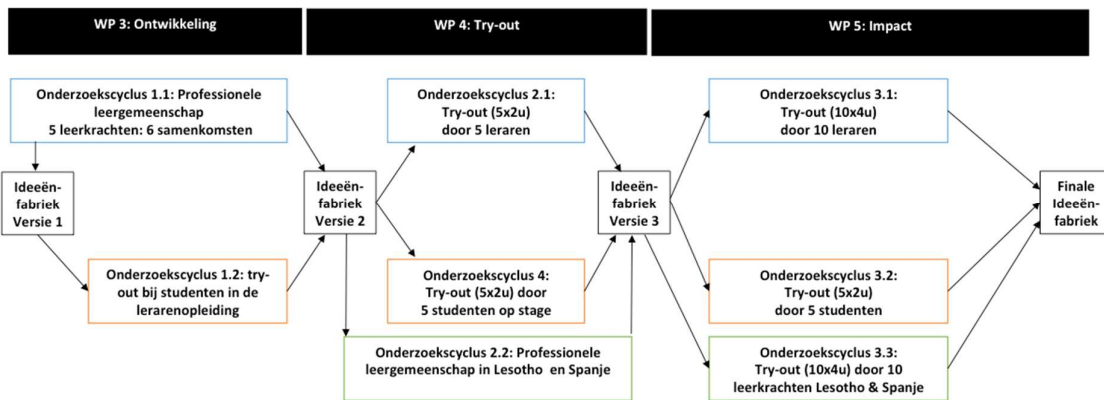 WP 3: Ontwikkeling
WP 4: Try-out
WP 5: Impact
Onderzoekscyclus 1.1: Professionele
leergemeenschap
5 leerkrachten: 6 samenkomsten
Onderzoekscyclus 2.1:
Try-out (5x2u)
door 5 leraren
Onderzoekscyclus 3.1:
Try-out (10x4u)
door 10 leraren
Ideeën-
fabriek
Versie 1
Ideeën-
fabriek
Versie 2
Ideeën-
fabriek
Versie 3
Finale
Ideeën-
fabriek
Onderzoekscyclus 1.2: try-
out bij studenten in de
lerarenopleiding
Onderzoekscyclus 4:
Try-out (5x2u) door
5 studenten op stage
Onderzoekscyclus 3.2:
Try-out (5x2u)
door 5 studenten
Onderzoekscyclus 2.2: Professionele
leergemeenschap in Lesotho en Spanje
Onderzoekscyclus 3.3:
Try-out (10x4u) door 10
leerkrachten Lesotho & Spanje